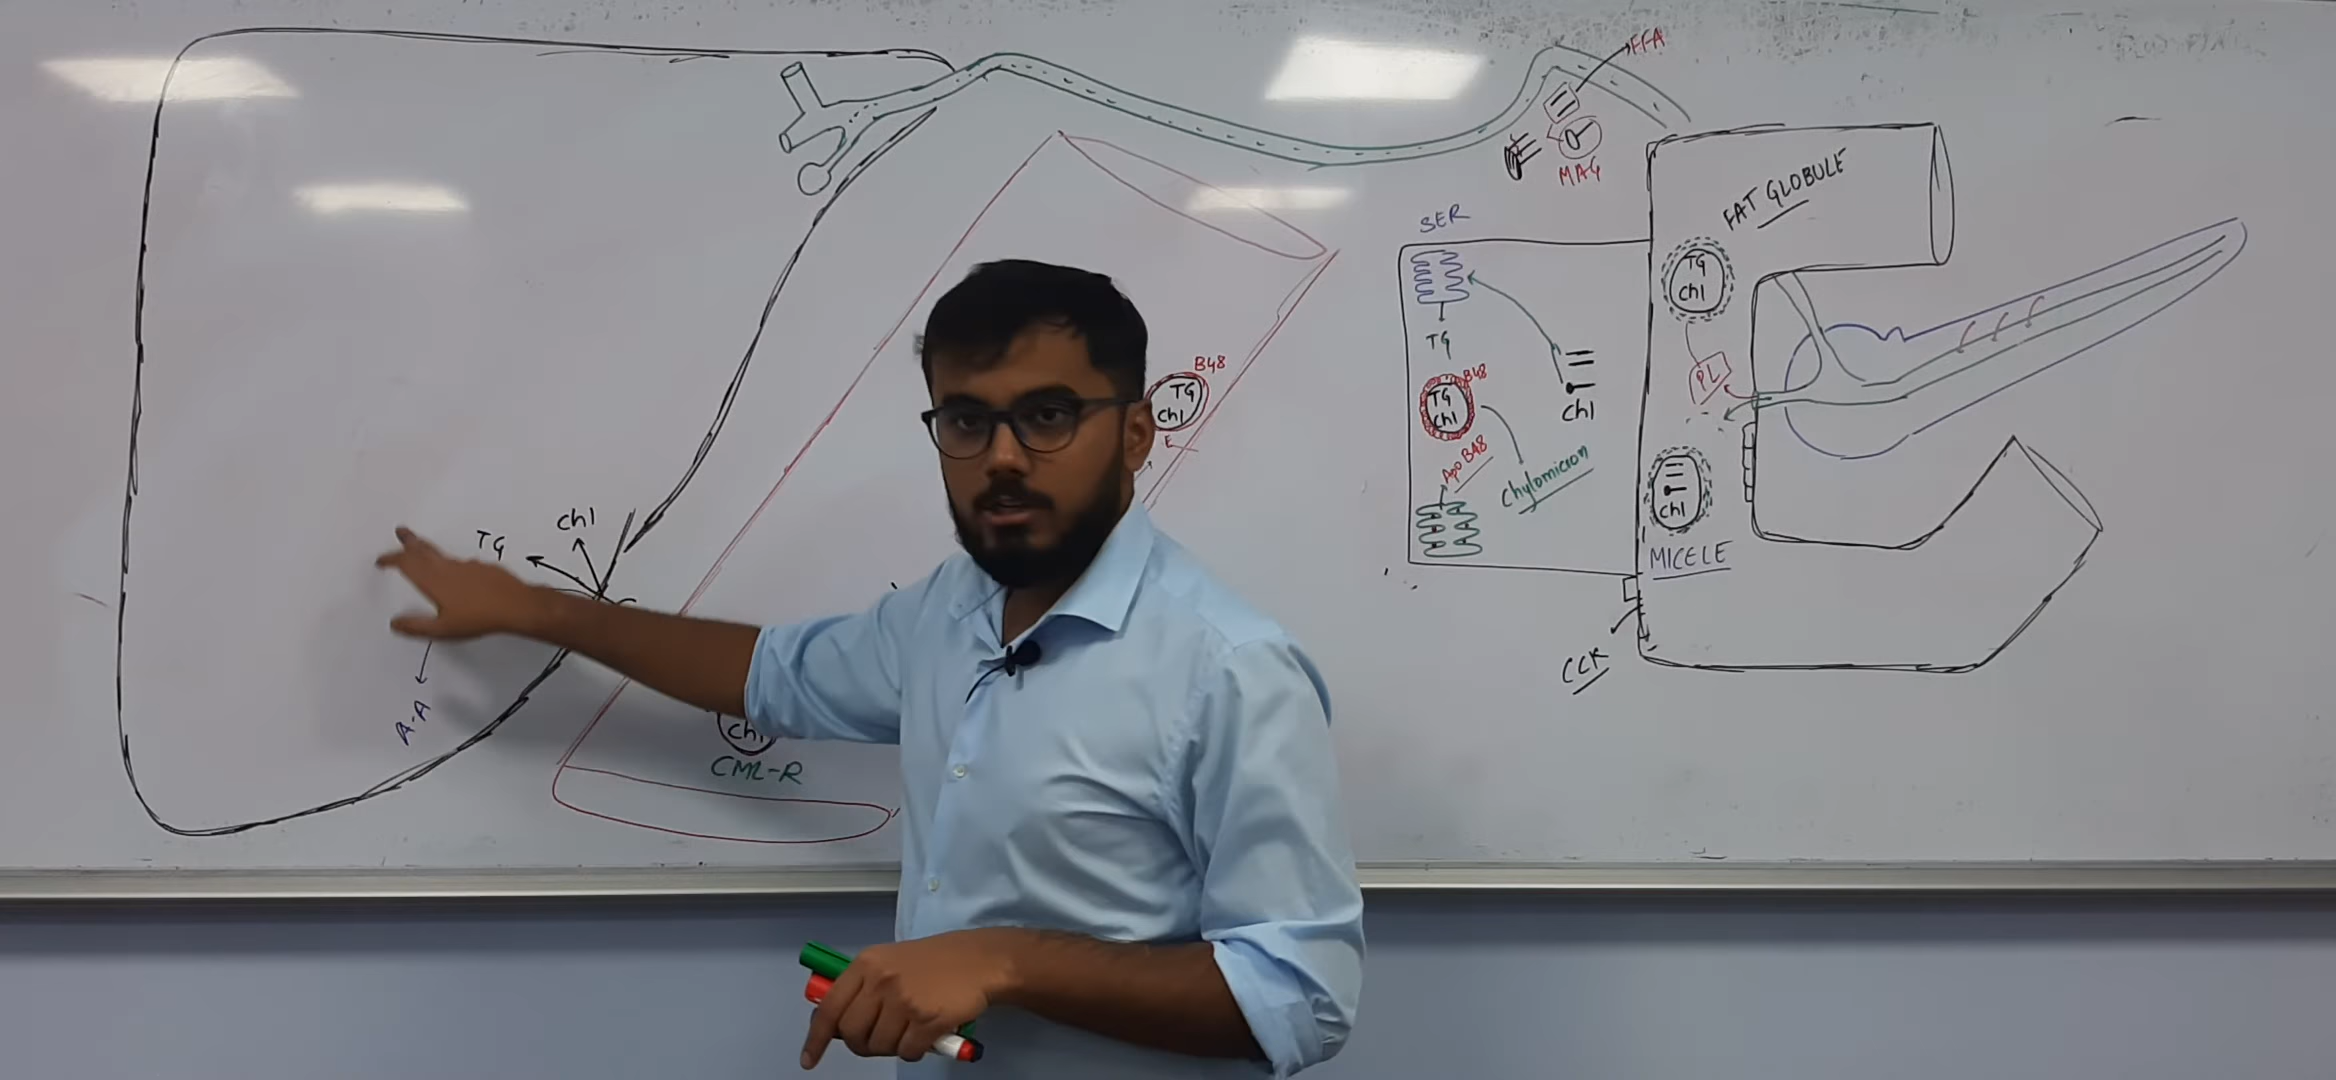 FFA
MAG
FAT GLOBULE
SER
TG
Chl
TG
B48
TG
Chl
E
B48
TG
Chl
Chl
PL
Apo B48
Chylomicron
Chl
MICELE
Chl
TG
CCK
A-A
Chl
CML-R